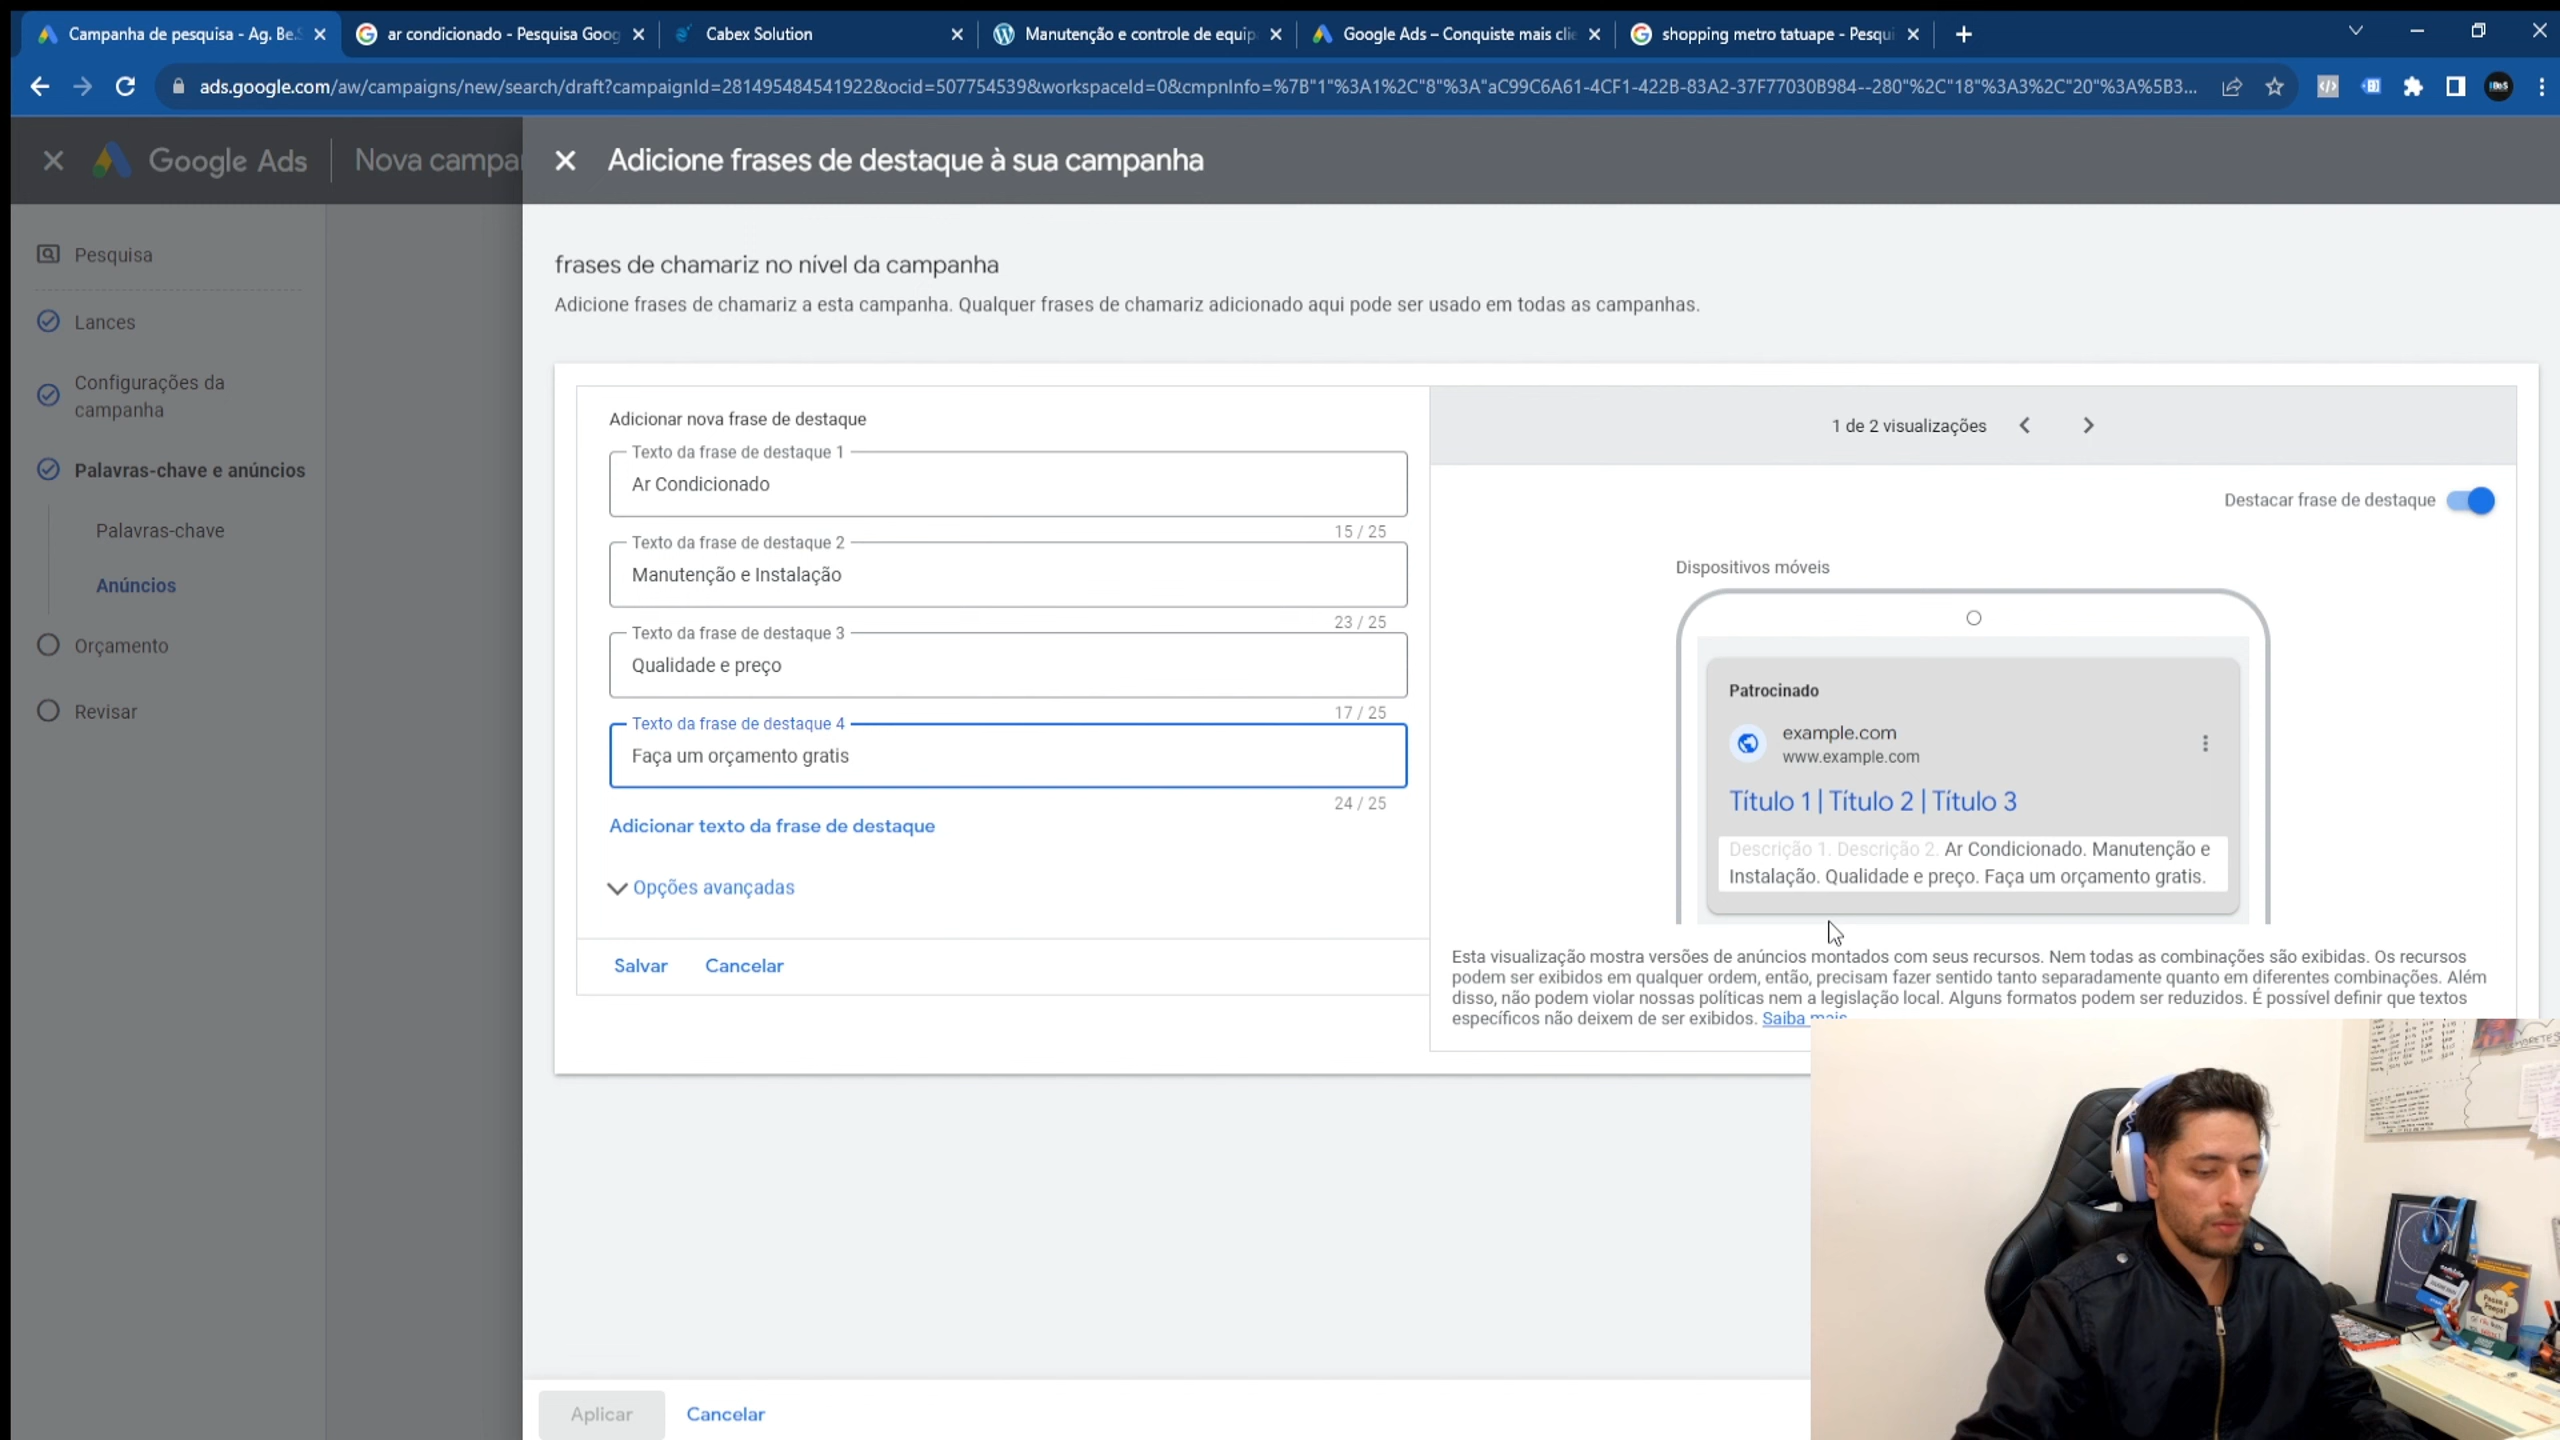 Campanha de pesquisa - Ag. Be.S
ar condicionado - Pesquisa Goog
Cabex Solution
Manutenção e controle de equip
Google Ads – Conquiste mais clie
shopping metro tatuape - Pesqui
ads.google.com/aw/campaigns/new/search/draft?campaignId=281495484541922&ocid=507754539&workspaceId=0&cmpnInfo=%7B"1"%3A1%2C"8"%3A"aC99C6A61-4CF1-422B-83A2-37F77030B984--280"%2C"18"%3A3%2C"20"%3A%5B3...
Google Ads
Nova campa
Adicione frases de destaque à sua campanha
Pesquisa
Lances
Configurações da
campanha
Palavras-chave e anúncios
Palavras-chave
Anúncios
Orçamento
Revisar
frases de chamariz no nível da campanha
Adicione frases de chamariz a esta campanha. Qualquer frases de chamariz adicionado aqui pode ser usado em todas as campanhas.
Adicionar nova frase de destaque
Texto da frase de destaque 1
Ar Condicionado
15 / 25
Texto da frase de destaque 2
Manutenção e Instalação
23 / 25
Texto da frase de destaque 3
Qualidade e preço
17 / 25
Texto da frase de destaque 4
Faça um orçamento gratis
24 / 25
Adicionar texto da frase de destaque
Opções avançadas
Salvar
Cancelar
1 de 2 visualizações
Destacar frase de destaque
Dispositivos móveis
Patrocinado
example.com
www.example.com
Título 1 | Título 2 | Título 3
Descrição 1. Descrição 2. Ar Condicionado. Manutenção e
Instalação. Qualidade e preço. Faça um orçamento gratis.
Esta visualização mostra versões de anúncios montados com seus recursos. Nem todas as combinações são exibidas. Os recursos
podem ser exibidos em qualquer ordem, então, precisam fazer sentido tanto separadamente quanto em diferentes combinações. Além
disso, não podem violar nossas políticas nem a legislação local. Alguns formatos podem ser reduzidos. É possível definir que textos
específicos não deixem de ser exibidos. Saiba mais
Aplicar
Cancelar